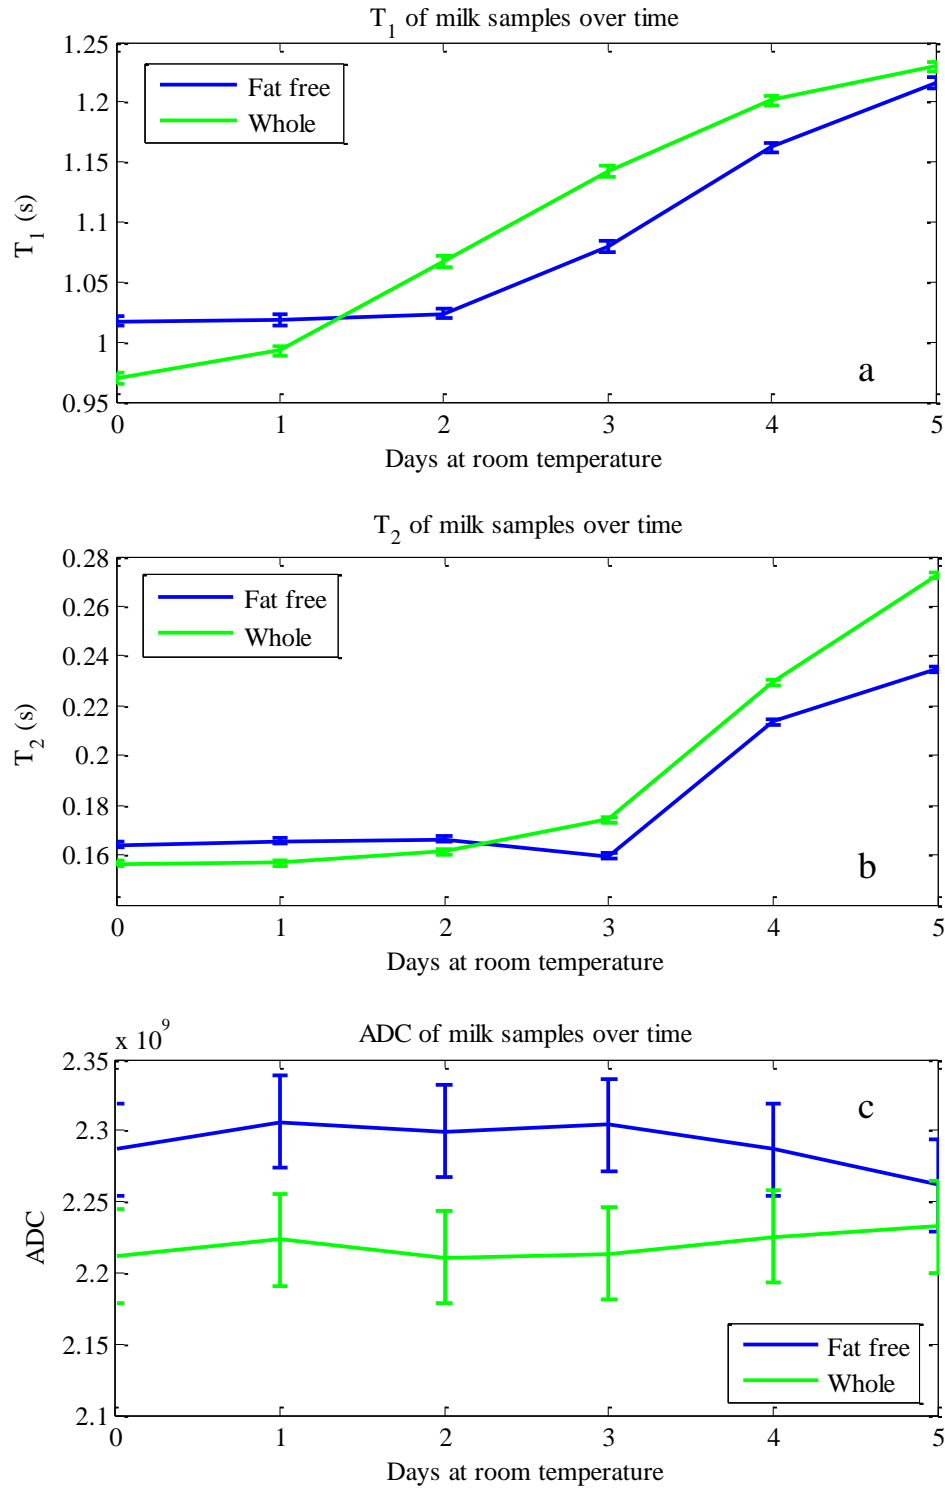 T1 of milk samples over time
1.25
1.2
1.15
1.1
1.05
1
0.95
T1 (s)
Fat free
Whole
a
0 1 2 3 4 5
Days at room temperature
T2 of milk samples over time
0.28
0.26
0.24
0.22
0.2
0.18
0.16
T2 (s)
Fat free
Whole
b
0 1 2 3 4 5
Days at room temperature
x 10^9
ADC of milk samples over time
2.35
2.3
2.25
2.2
2.15
2.1
ADC
c
Fat free
Whole
0 1 2 3 4 5
Days at room temperature